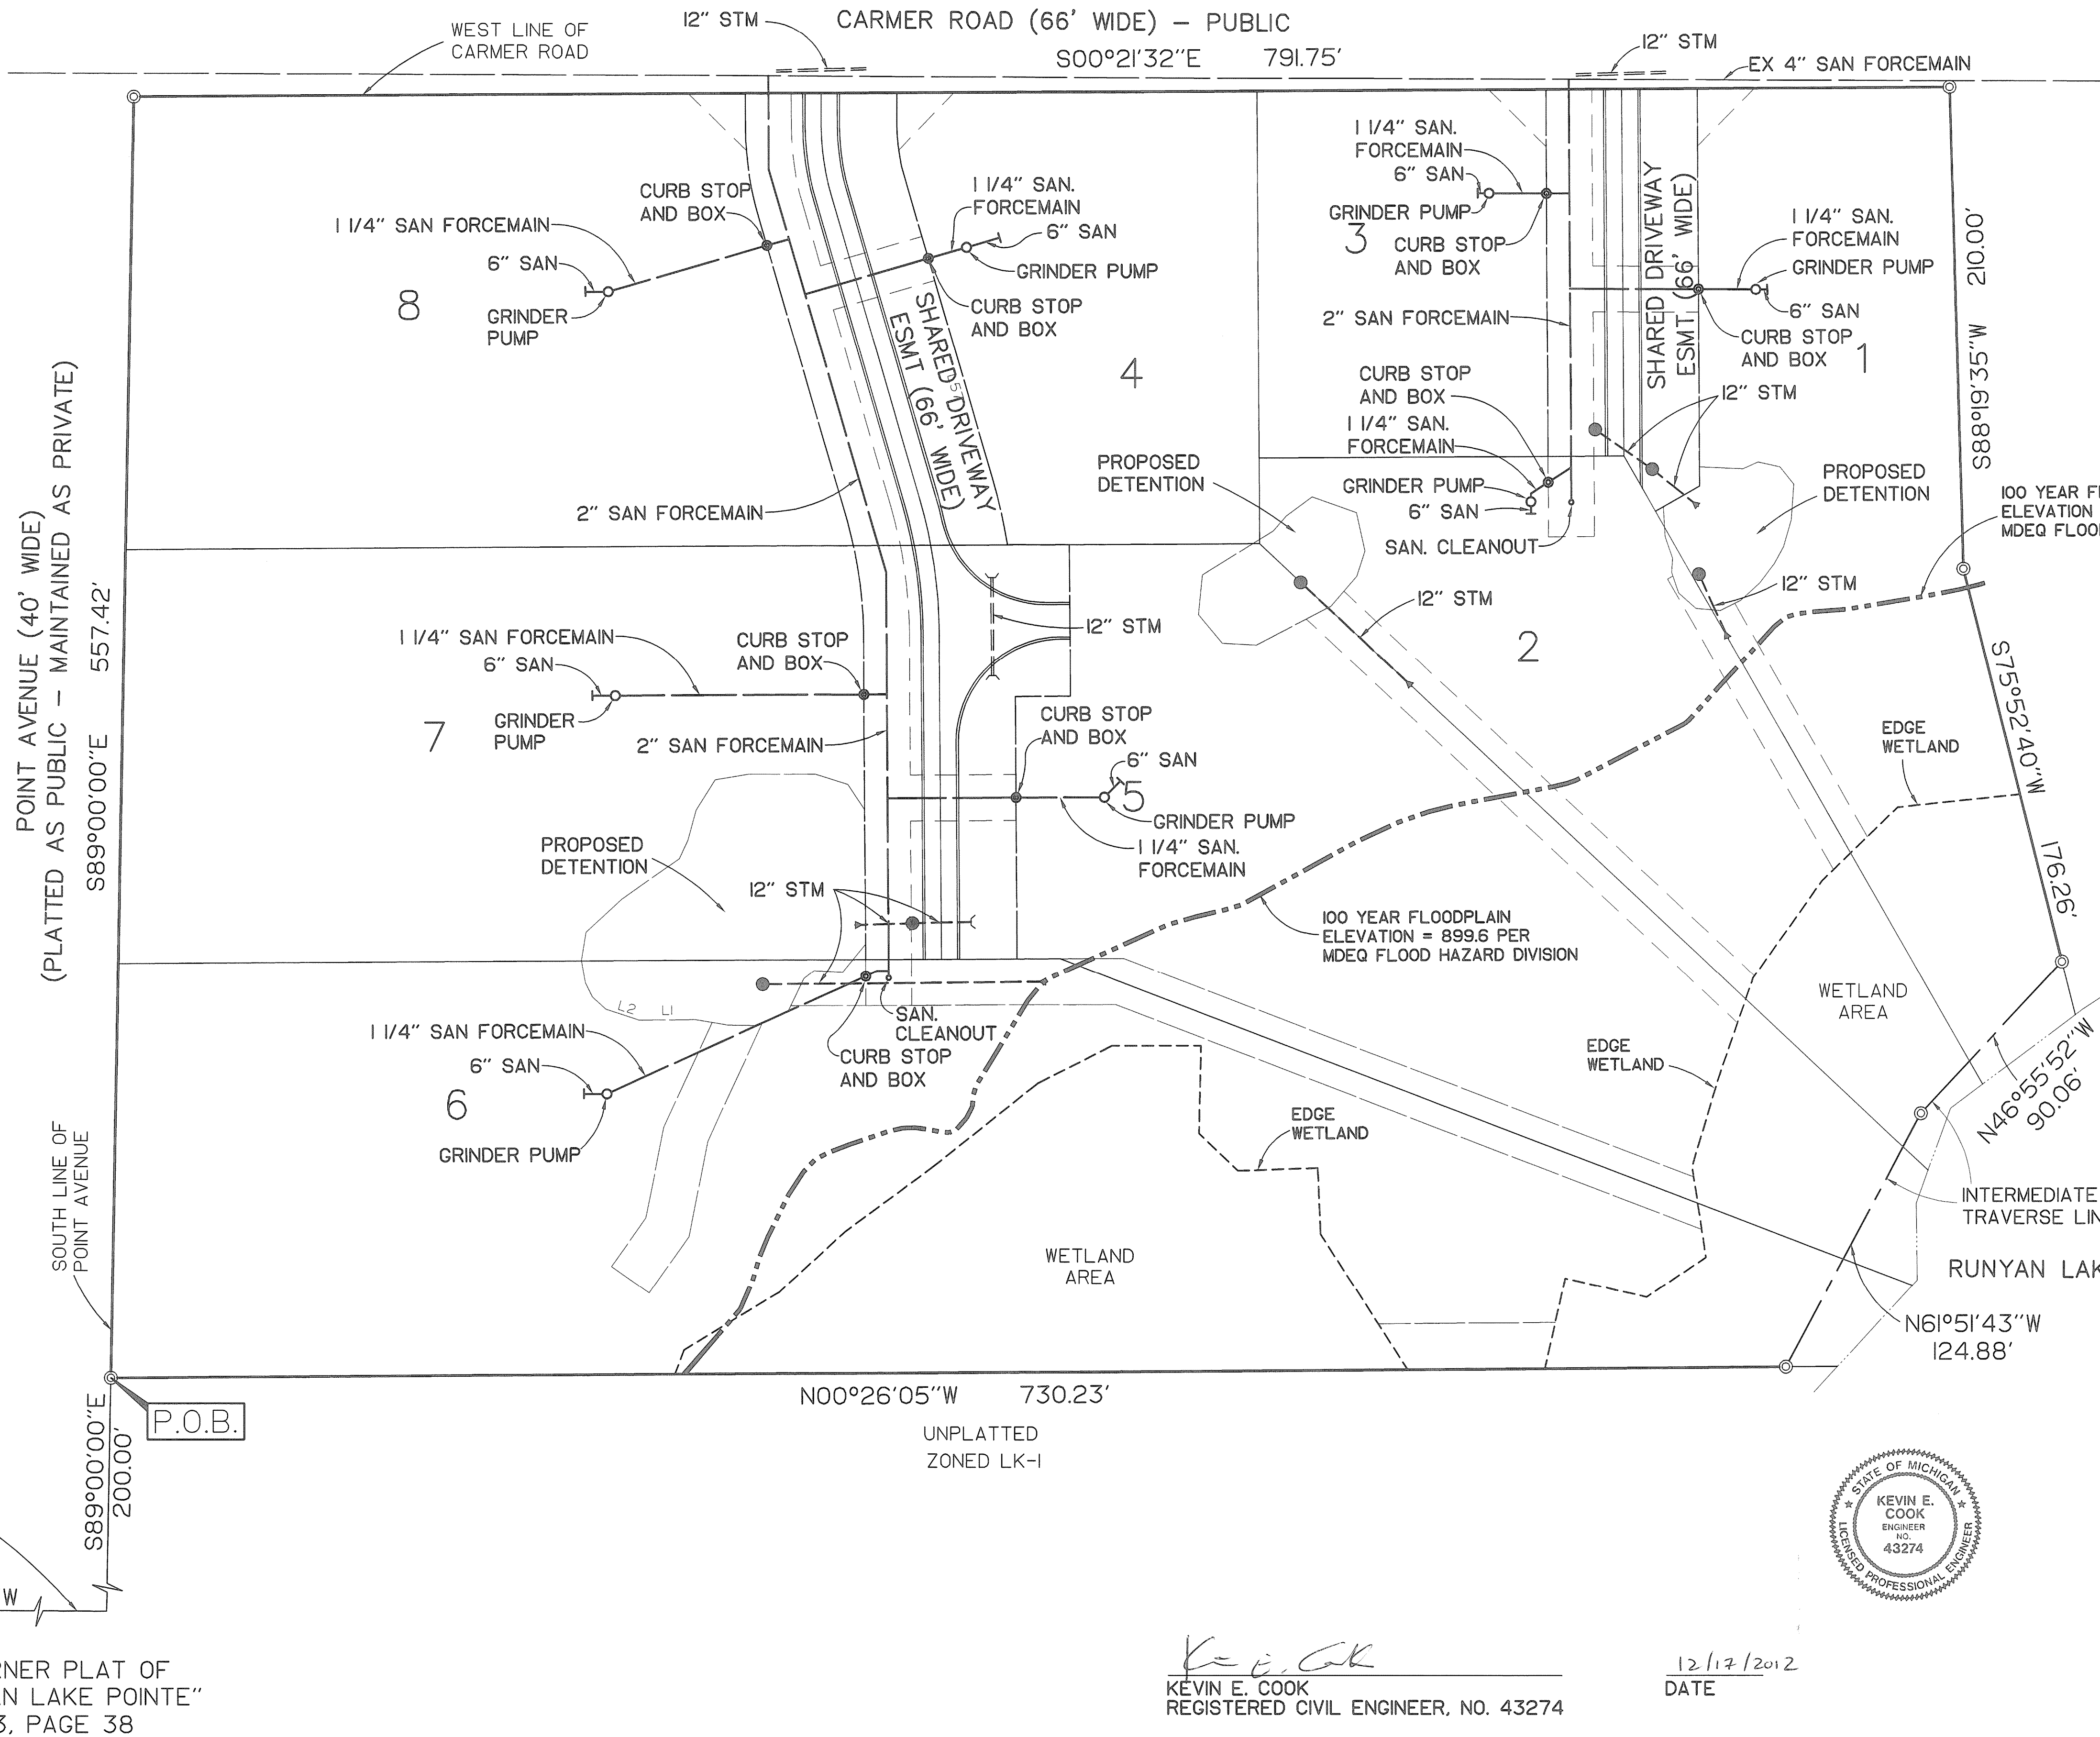 CARMER ROAD (66' WIDE) – PUBLIC
S00°21'32"E 791.75'
WEST LINE OF
CARMER ROAD
12" STM
12" STM
EX 4" SAN FORCEMAIN
CURB STOP
AND BOX
1 1/4" SAN FORCEMAIN
6" SAN
GRINDER
PUMP
8
1 1/4" SAN.
FORCEMAIN
6" SAN
GRINDER PUMP
CURB STOP
AND BOX
SHARED DRIVEWAY
ESMT (66' WIDE)
4
2" SAN FORCEMAIN
1 1/4" SAN.
FORCEMAIN
6" SAN
GRINDER PUMP
3
CURB STOP
AND BOX
2" SAN FORCEMAIN
SHARED DRIVEWAY
ESMT (66' WIDE)
1 1/4" SAN.
FORCEMAIN
GRINDER PUMP
6" SAN
CURB STOP
AND BOX
1
12" STM
CURB STOP
AND BOX
1 1/4" SAN.
FORCEMAIN
GRINDER PUMP
6" SAN
SAN. CLEANOUT
PROPOSED
DETENTION
PROPOSED
DETENTION
S88°19'35"W 210.00'
100 YEAR F
ELEVATION
MDEQ FLOO
12" STM
12" STM
2
POINT AVENUE (40' WIDE)
(PLATTED AS PUBLIC – MAINTAINED AS PRIVATE)
S89°00'00"E 557.42'
1 1/4" SAN FORCEMAIN
6" SAN
GRINDER
PUMP
7
CURB STOP
AND BOX
2" SAN FORCEMAIN
12" STM
CURB STOP
AND BOX
6" SAN
5
GRINDER PUMP
1 1/4" SAN.
FORCEMAIN
PROPOSED
DETENTION
12" STM
S75°52'40"W 176.26'
EDGE
WETLAND
100 YEAR FLOODPLAIN
ELEVATION = 899.6 PER
MDEQ FLOOD HAZARD DIVISION
WETLAND
AREA
L2 L1
1 1/4" SAN FORCEMAIN
6" SAN
6
GRINDER PUMP
SAN.
CLEANOUT
CURB STOP
AND BOX
EDGE
WETLAND
EDGE
WETLAND
N46°55'52"W
90.06'
INTERMEDIATE
TRAVERSE LIN
RUNYAN LAK
WETLAND
AREA
N61°51'43"W
124.88'
SOUTH LINE OF
POINT AVENUE
P.O.B.
S89°00'00"E
200.00'
N00°26'05"W 730.23'
UNPLATTED
ZONED LK-1
W
RNER PLAT OF
N LAKE POINTE"
3, PAGE 38
STATE OF MICHIGAN
KEVIN E.
COOK
ENGINEER
NO.
43274
LICENSED PROFESSIONAL ENGINEER
Kevin E. Cook
KEVIN E. COOK
REGISTERED CIVIL ENGINEER, NO. 43274
12/17/2012
DATE